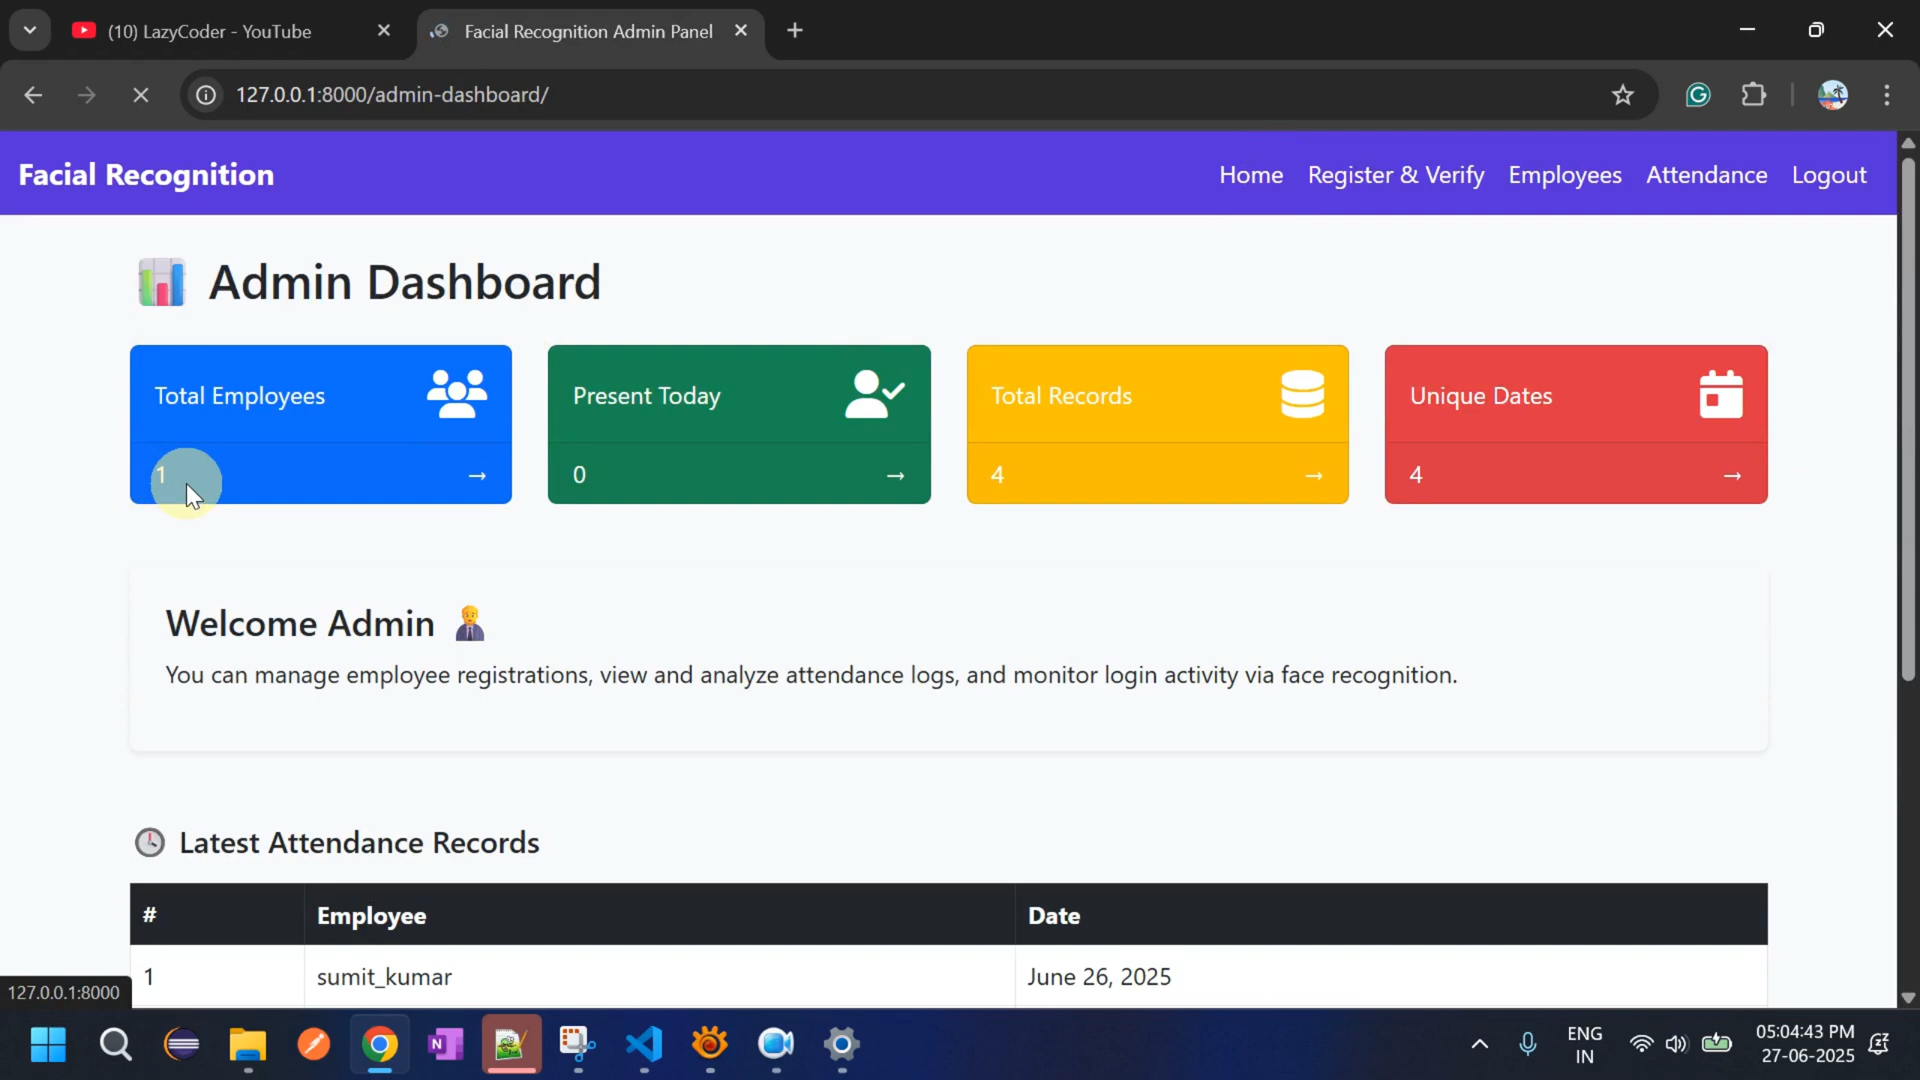 (10) LazyCoder - YouTube
Facial Recognition Admin Panel
127.0.0.1:8000/admin-dashboard/
Facial Recognition
Home
Register & Verify
Employees
Attendance
Logout
Admin Dashboard
Total Employees
1 →
Present Today
0 →
Total Records
4 →
Unique Dates
4 →
Welcome Admin
You can manage employee registrations, view and analyze attendance logs, and monitor login activity via face recognition.
Latest Attendance Records
# Employee Date
1 sumit_kumar June 26, 2025
127.0.0.1:8000
ENG
IN
05:04:43 PM
27-06-2025